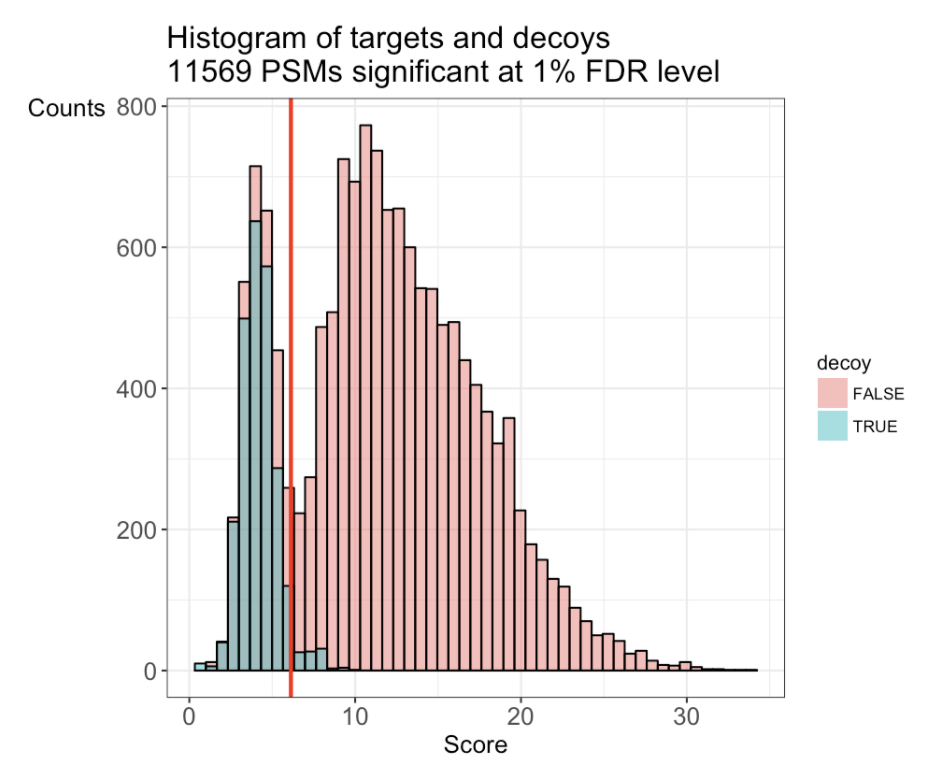 Histogram of targets and decoys
11569 PSMs significant at 1% FDR level
Counts
800
600
400
200
0
0 10 20 30
Score
decoy
FALSE
TRUE